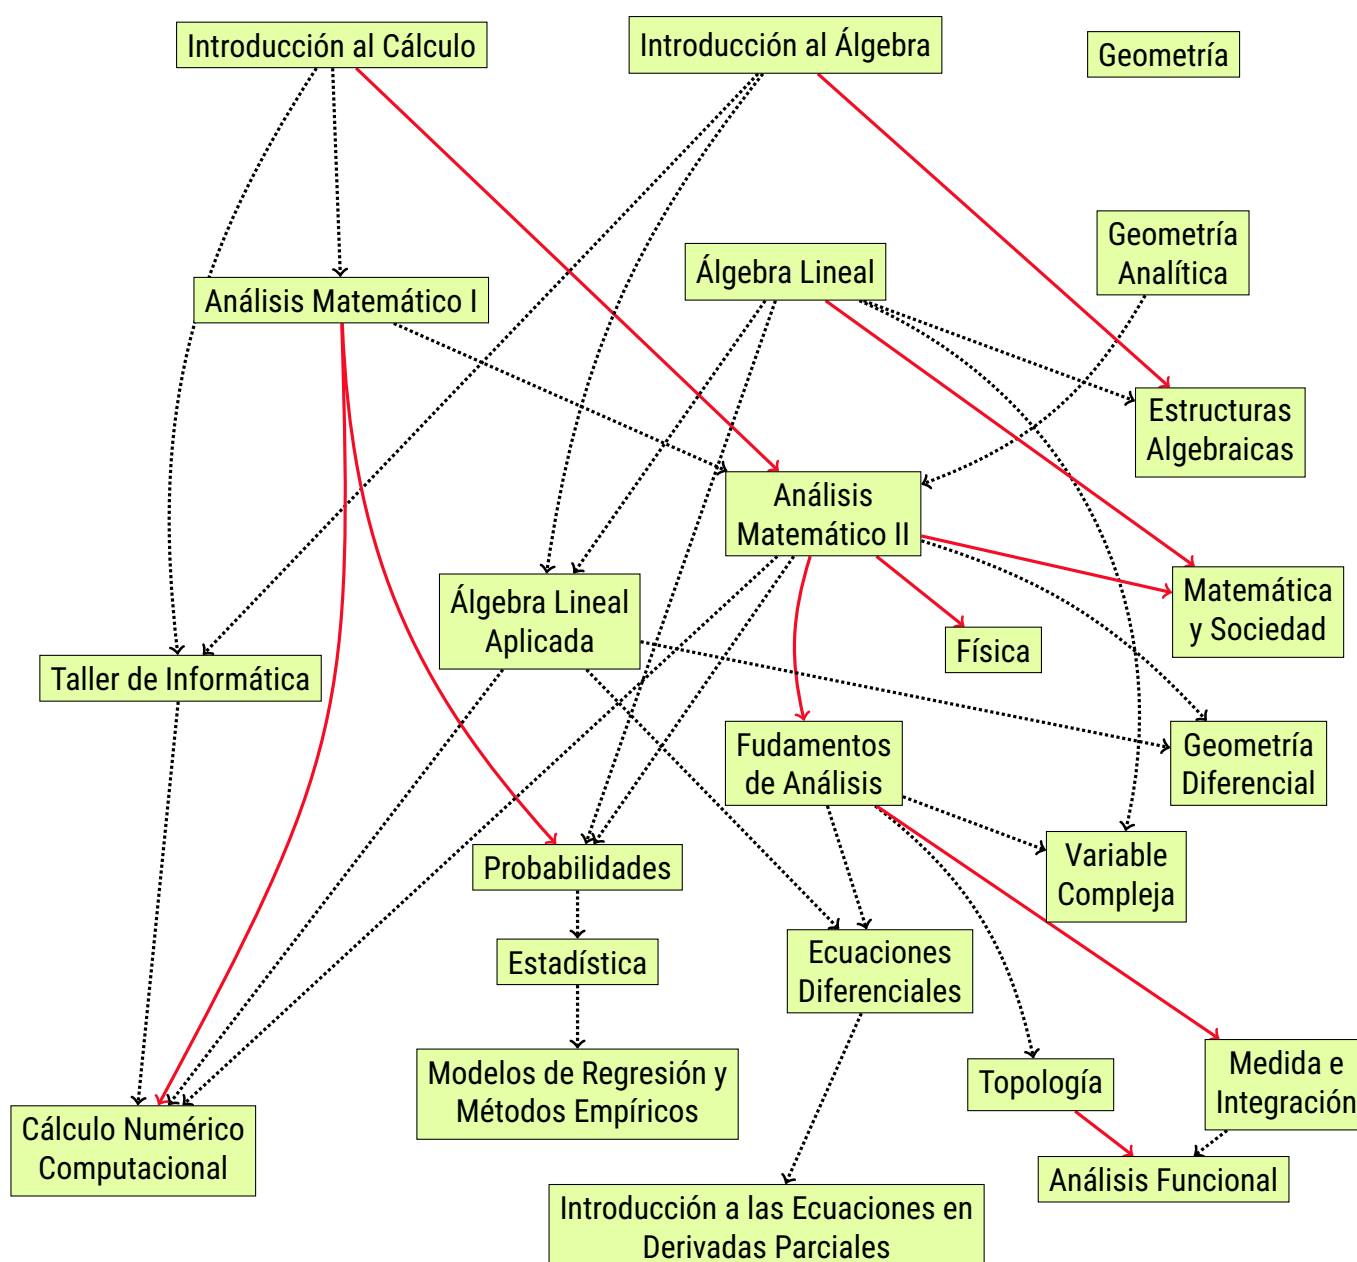 Introducción al Cálculo
Introducción al Álgebra
Geometría
Geometría
Analítica
Álgebra Lineal
Análisis Matemático I
Estructuras
Algebraicas
Análisis
Matemático II
Álgebra Lineal
Aplicada
Matemática
y Sociedad
Física
Taller de Informática
Fudamentos
de Análisis
Geometría
Diferencial
Probabilidades
Variable
Compleja
Estadística
Ecuaciones
Diferenciales
Modelos de Regresión y
Métodos Empíricos
Topología
Medida e
Integración
Cálculo Numérico
Computacional
Análisis Funcional
Introducción a las Ecuaciones en
Derivadas Parciales